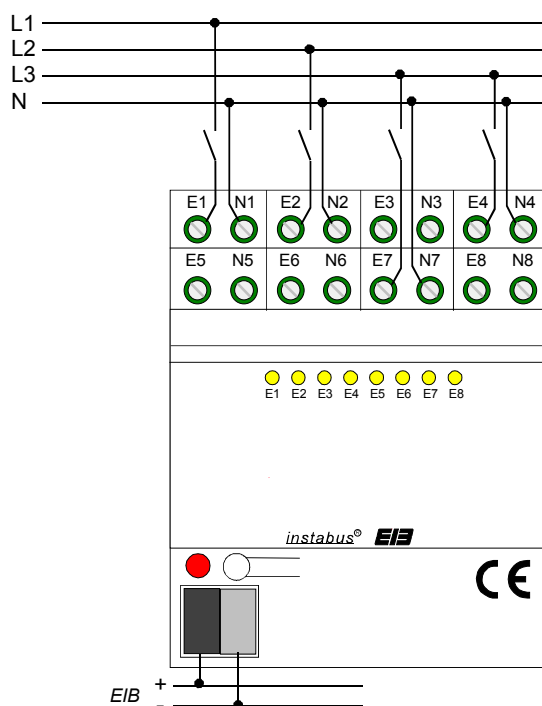 L1
L2
L3
N
E1 N1 E2 N2 E3 N3 E4 N4
E5 N5 E6 N6 E7 N7 E8 N8
E1 E2 E3 E4 E5 E6 E7 E8
instabus® EIB
CE
+
EIB
-